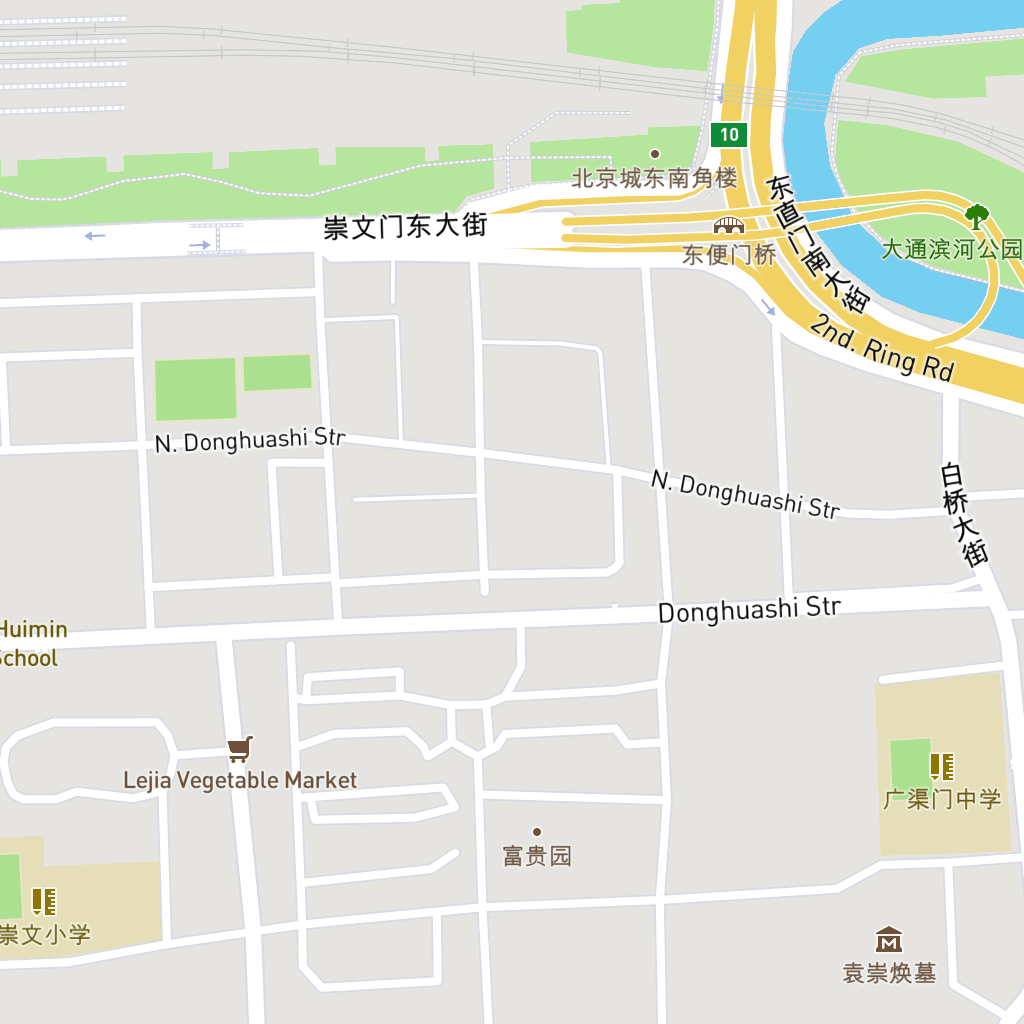 10
北京城东南角楼
东直门南大街
崇文门东大街
东便门桥
大通滨河公园
2nd. Ring Rd
N. Donghuashi Str
N. Donghuashi Str
白桥大街
Donghuashi Str
Huimin
School
Lejia Vegetable Market
广渠门中学
富贵园
崇文小学
袁崇焕墓